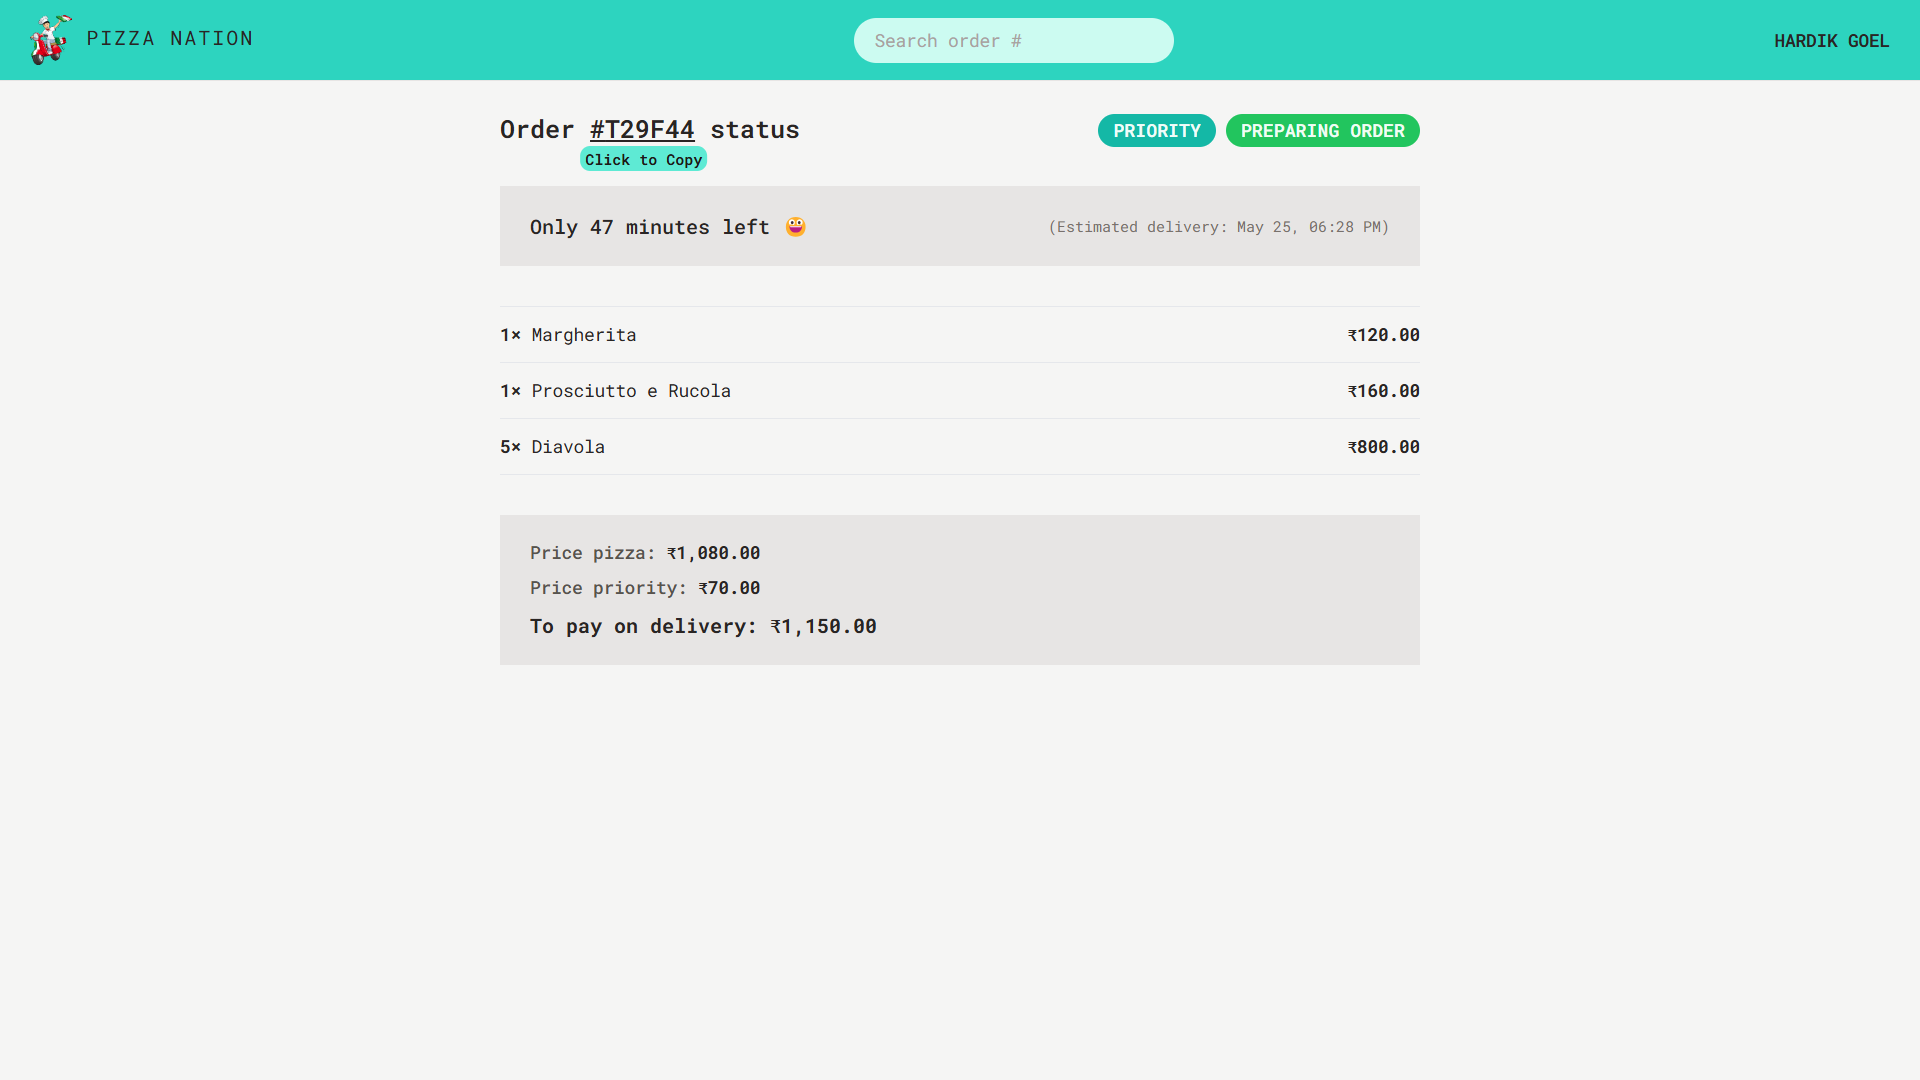 PIZZA NATION
Search order #
HARDIK GOEL
Order #T29F44 status
PRIORITY
PREPARING ORDER
Click to Copy
Only 47 minutes left 😀
(Estimated delivery: May 25, 06:28 PM)
1× Margherita ₹120.00
1× Prosciutto e Rucola ₹160.00
5× Diavola ₹800.00
Price pizza: ₹1,080.00
Price priority: ₹70.00
To pay on delivery: ₹1,150.00